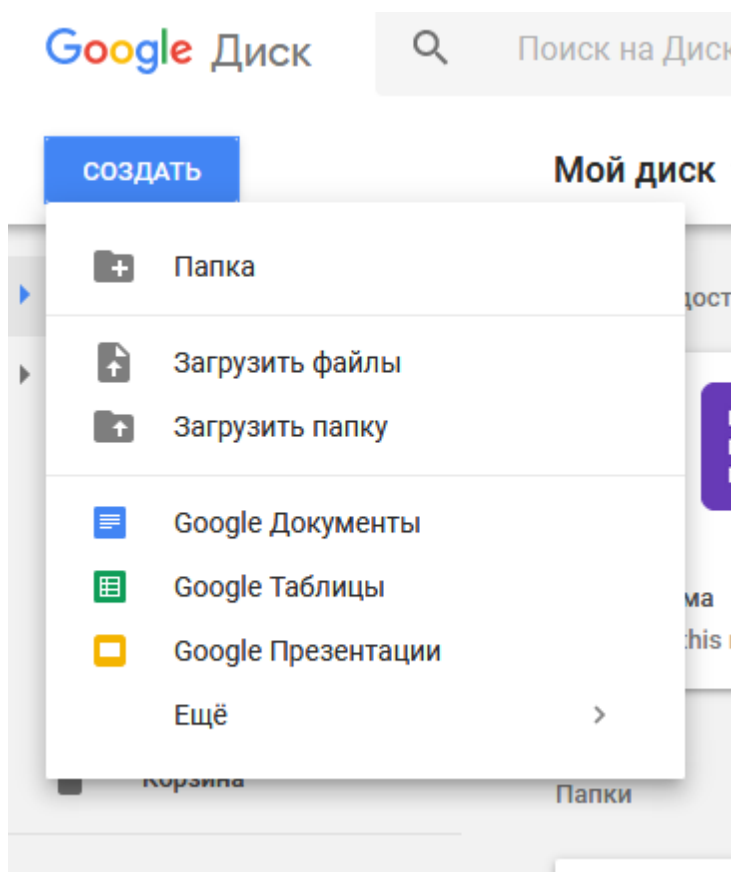 Google Диск
Поиск на Диск
СОЗДАТЬ
Мой диск
Папка
Загрузить файлы
Загрузить папку
Google Документы
Google Таблицы
Google Презентации
Ещё
Корзина
Папки